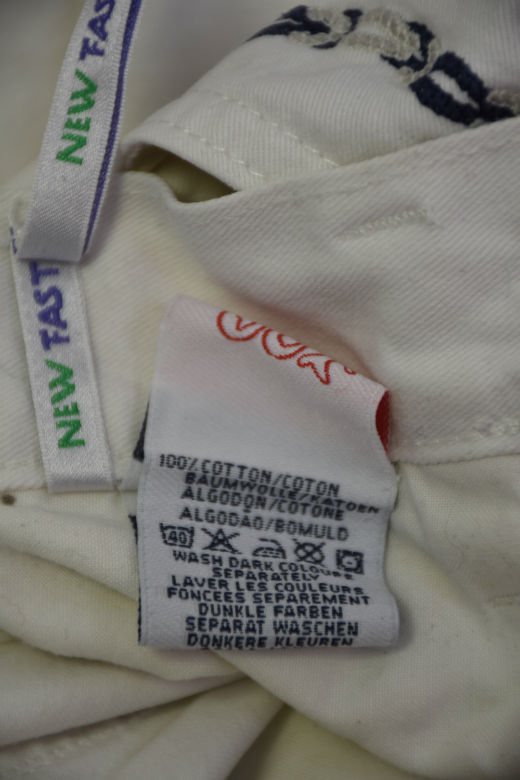 NEW FAS
NEW FAST
100% COTTON/COTON
BAUMWOLLE/KATOEN
ALGODON/COTONE
ALGODAO/BOMULD
40
WASH DARK COLOURS
SEPARATELY
LAVER LES COULEURS
FONCEES SEPAREMENT
DUNKLE FARBEN
SEPARAT WASCHEN
DONKERE KLEUREN